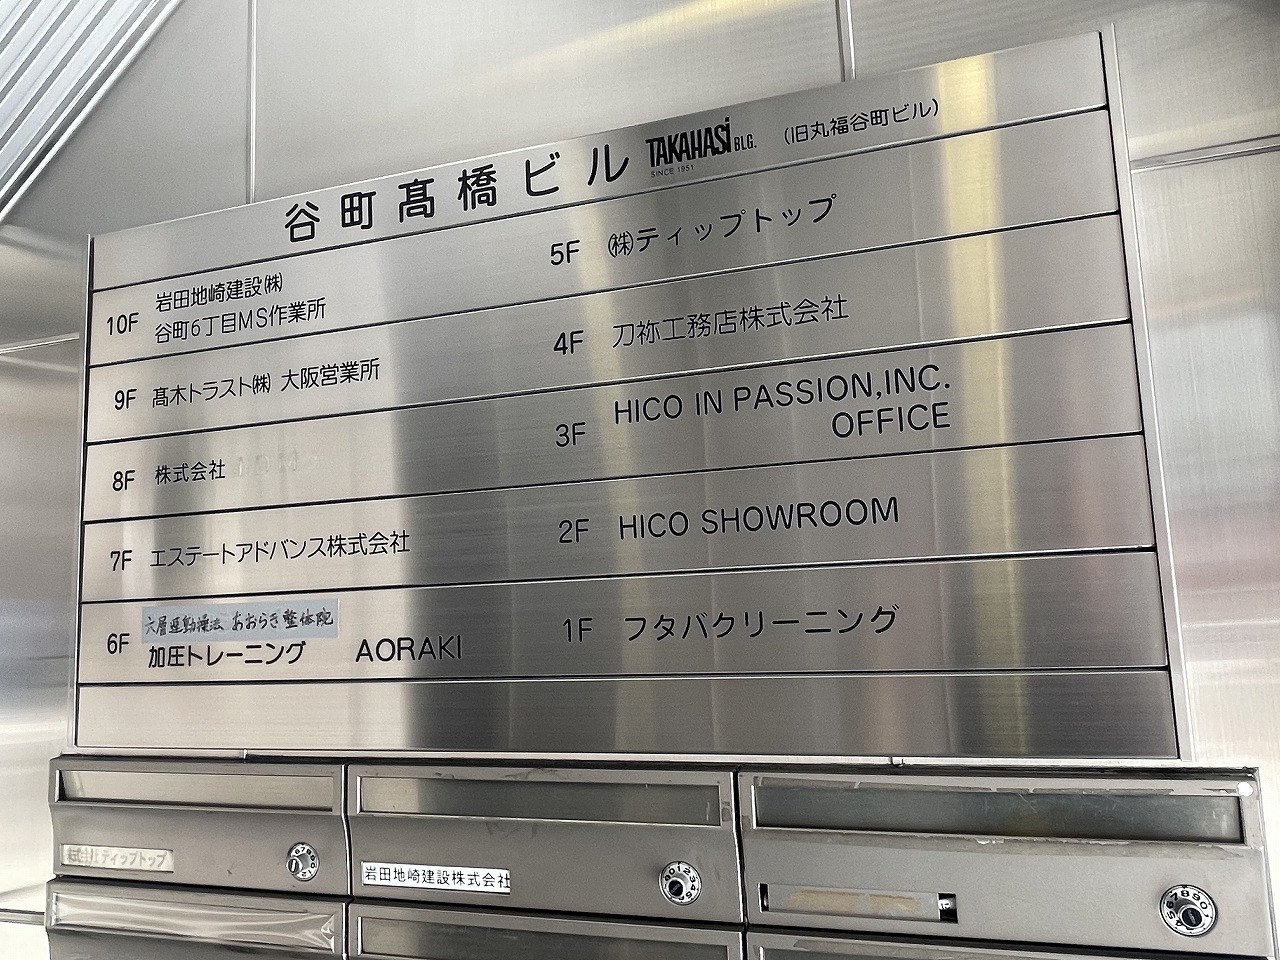 谷町髙橋ビル TAKAHASi BLG. (旧丸福谷町ビル)
SINCE 1951
10F 岩田地崎建設㈱
谷町6丁目MS作業所
9F 髙木トラスト㈱ 大阪営業所
8F 株式会社
7F エステートアドバンス株式会社
6F 六層運動操法 あおらき整体院
加圧トレーニング AORAKI
5F ㈱ティップトップ
4F 刀祢工務店株式会社
3F HICO IN PASSION,INC.
OFFICE
2F HICO SHOWROOM
1F フタバクリーニング
株式会社ティップトップ
岩田地崎建設株式会社